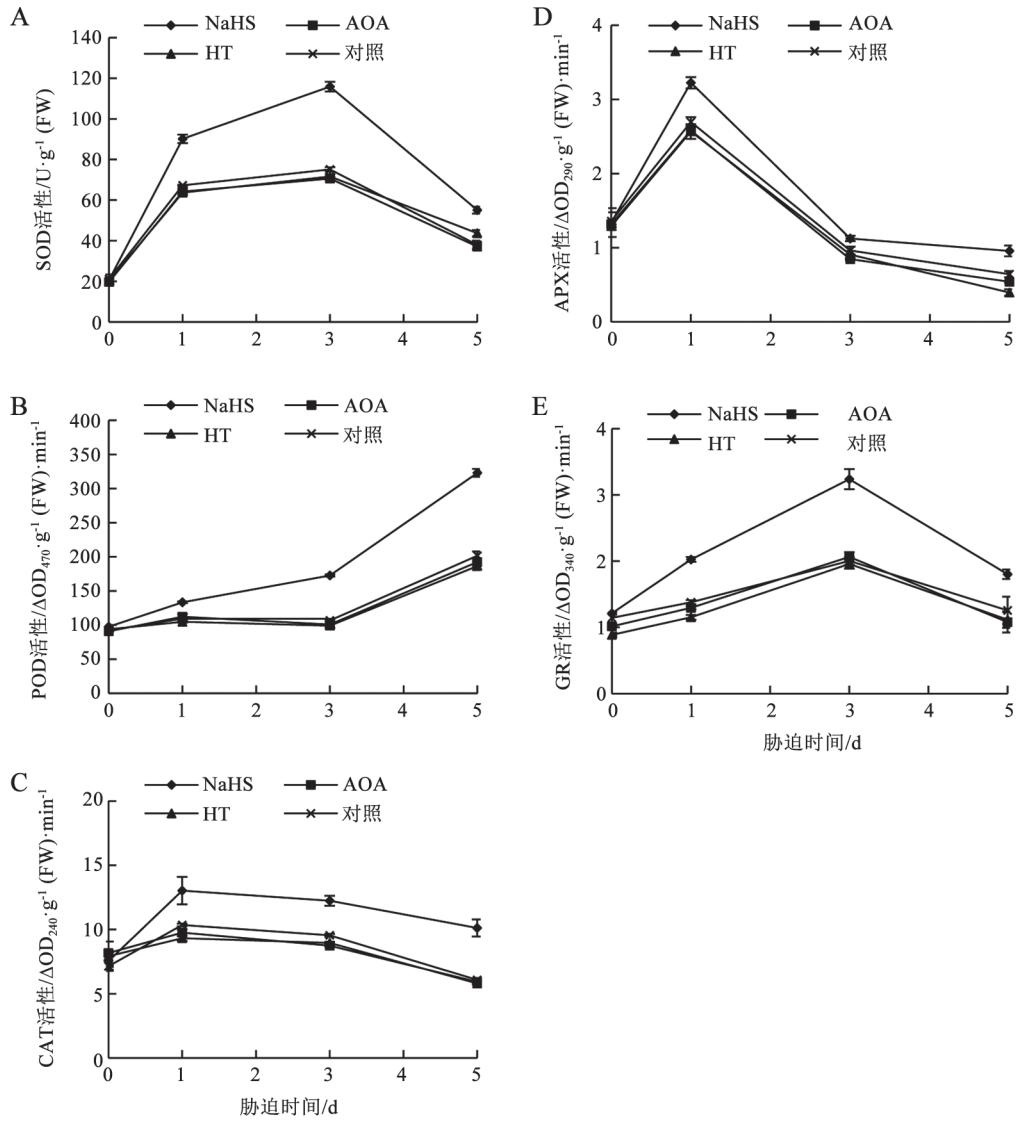 A
NaHS AOA
HT 对照
SOD活性/U·g⁻¹ (FW)
140
120
100
80
60
40
20
0
0 1 2 3 4 5
B
NaHS AOA
HT 对照
POD活性/ΔOD₄₇₀·g⁻¹ (FW)·min⁻¹
400
350
300
250
200
150
100
50
0
0 1 2 3 4 5
C
NaHS AOA
HT 对照
CAT活性/ΔOD₂₄₀·g⁻¹ (FW)·min⁻¹
20
15
10
5
0
0 1 2 3 4 5
胁迫时间/d
D
NaHS AOA
HT 对照
APX活性/ΔOD₂₉₀·g⁻¹ (FW)·min⁻¹
4
3
2
1
0
0 1 2 3 4 5
E
NaHS AOA
HT 对照
GR活性/ΔOD₃₄₀·g⁻¹ (FW)·min⁻¹
4
3
2
1
0
0 1 2 3 4 5
胁迫时间/d